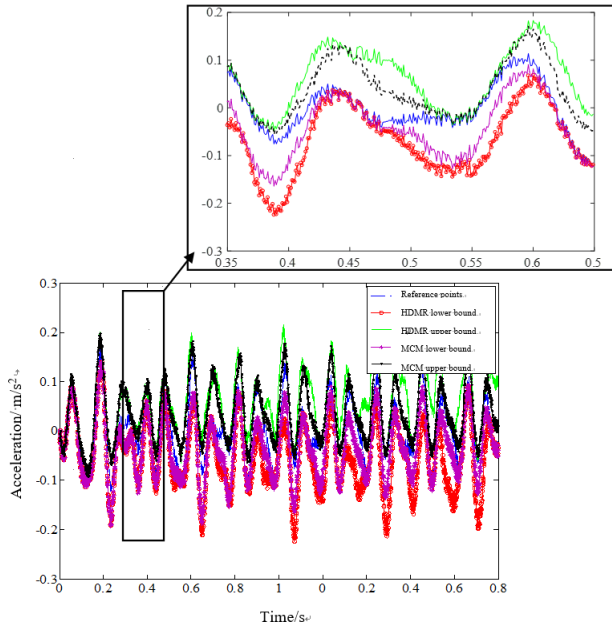 0.2
0.1
0
-0.1
-0.2
-0.3
0.35
0.4
0.45
0.4
0.5
0.6
0.5
0.3
0.2
0.1
0
-0.1
-0.2
-0.3
Reference points
HDMR lower bound
HDMR upper bound
MCM lower bound
MCM upper bound
Acceleration/ m/s²
0 0.2 0.4 0.6 0.8 1 0 0.2 0.4 0.6 0.8
Time/s